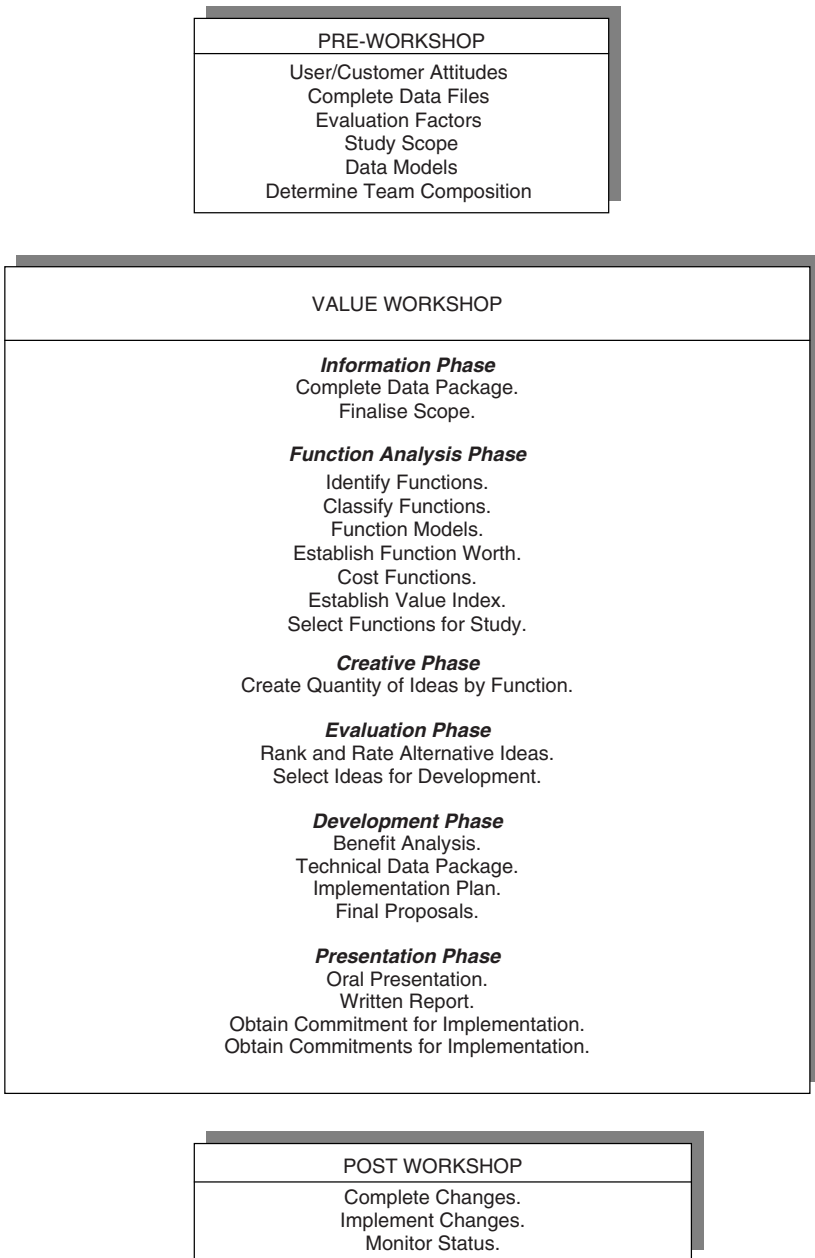 PRE-WORKSHOP
User/Customer Attitudes
Complete Data Files
Evaluation Factors
Study Scope
Data Models
Determine Team Composition
VALUE WORKSHOP
Information Phase
Complete Data Package.
Finalise Scope.
Function Analysis Phase
Identify Functions.
Classify Functions.
Function Models.
Establish Function Worth.
Cost Functions.
Establish Value Index.
Select Functions for Study.
Creative Phase
Create Quantity of Ideas by Function.
Evaluation Phase
Rank and Rate Alternative Ideas.
Select Ideas for Development.
Development Phase
Benefit Analysis.
Technical Data Package.
Implementation Plan.
Final Proposals.
Presentation Phase
Oral Presentation.
Written Report.
Obtain Commitment for Implementation.
Obtain Commitments for Implementation.
POST WORKSHOP
Complete Changes.
Implement Changes.
Monitor Status.